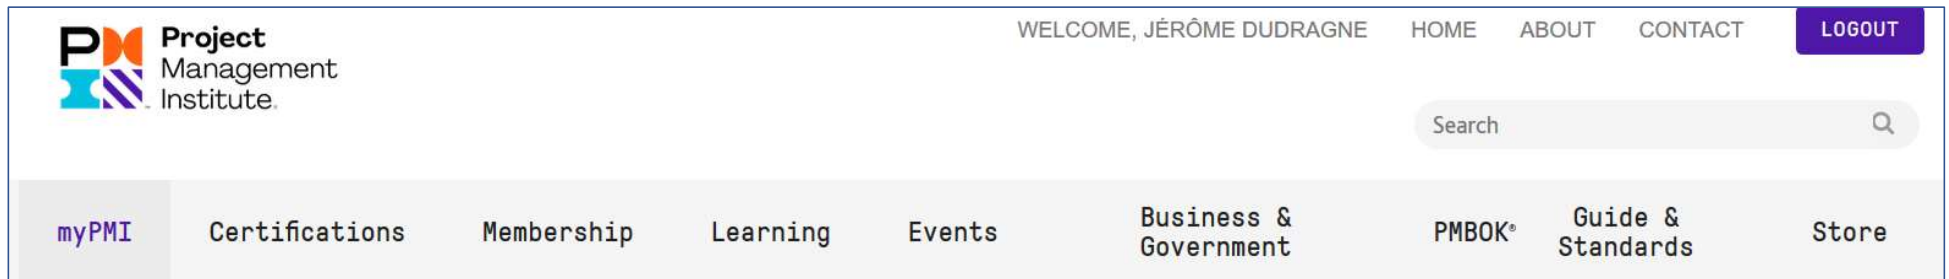 WELCOME, JÉRÔME DUDRAGNE HOME ABOUT CONTACT LOGOUT
PM
Project
Management
Institute.
Search
myPMI Certifications Membership Learning Events Business & Government PMBOK® Guide & Standards Store